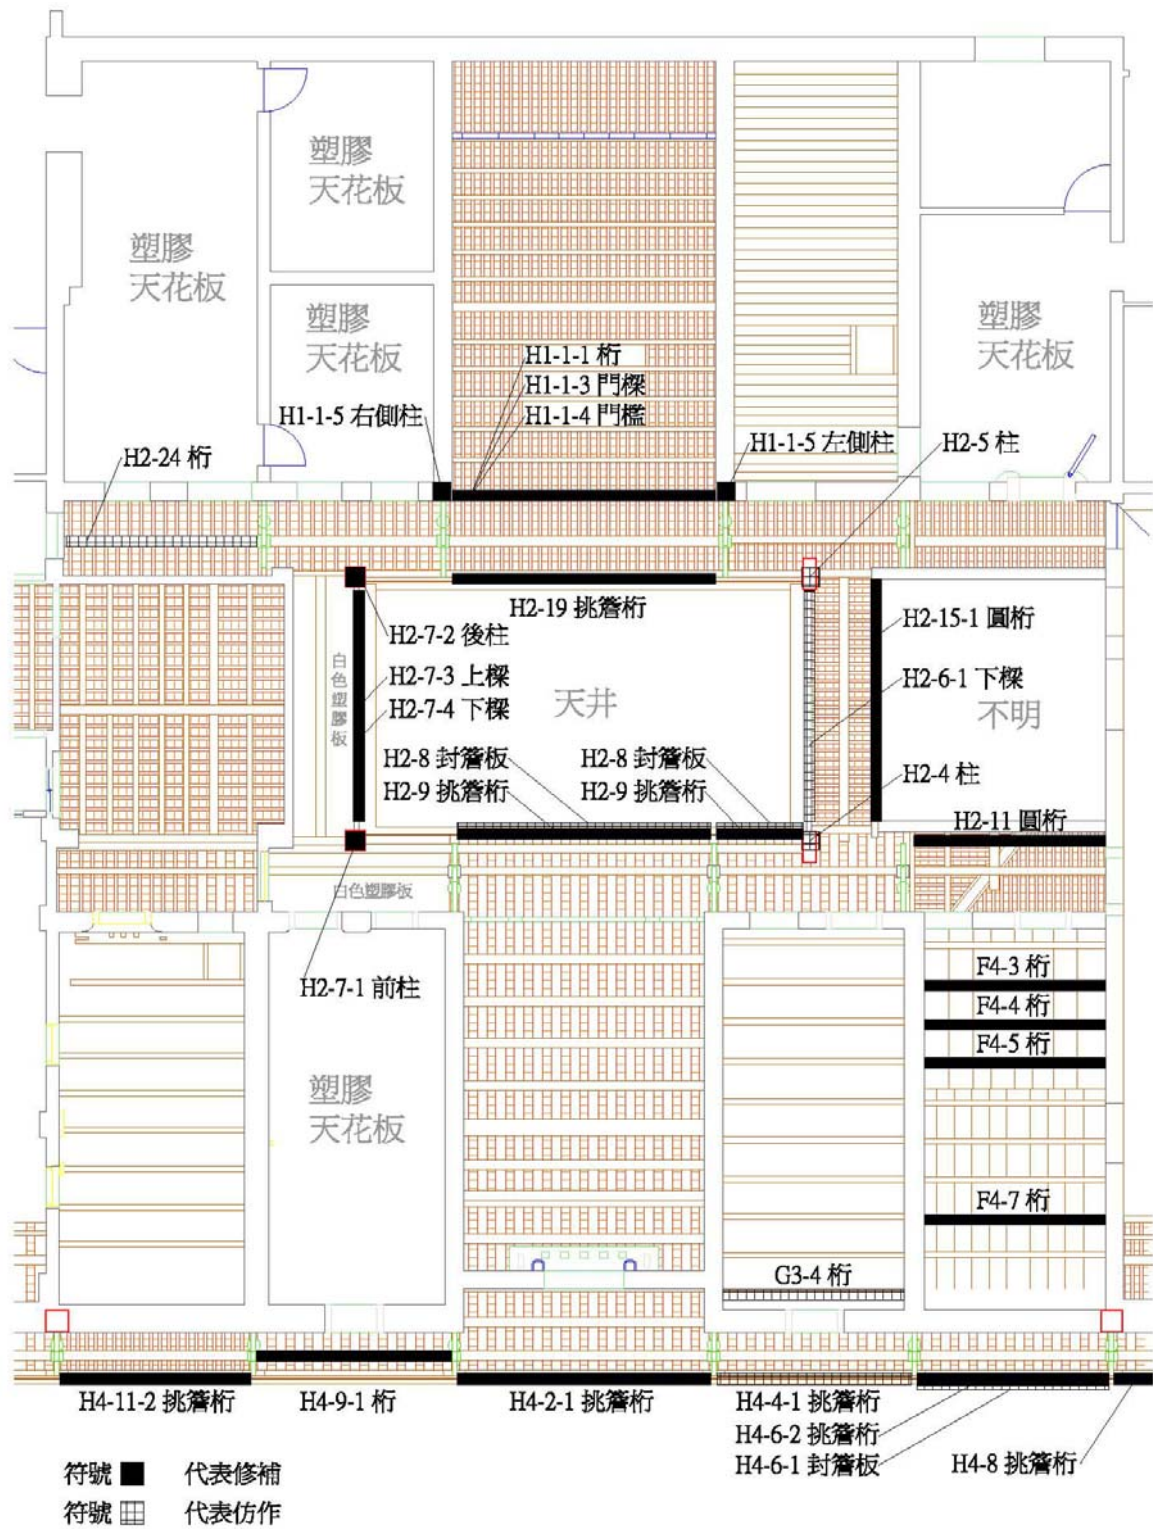 塑膠
天花板
塑膠
天花板
塑膠
天花板
塑膠
天花板
H1-1-1 桁
H1-1-3 門樑
H1-1-4 門檻
H1-1-5 右側柱
H1-1-5 左側柱
H2-5 柱
H2-24 桁
H2-19 挑簷桁
H2-7-2 後柱
H2-15-1 圓桁
白色塑膠板
H2-7-3 上樑
H2-6-1 下樑
H2-7-4 下樑
天井
不明
H2-8 封簷板
H2-8 封簷板
H2-4 柱
H2-9 挑簷桁
H2-9 挑簷桁
H2-11 圓桁
白色塑膠板
F4-3 桁
H2-7-1 前柱
F4-4 桁
F4-5 桁
塑膠
天花板
F4-7 桁
G3-4 桁
H4-11-2 挑簷桁
H4-9-1 桁
H4-2-1 挑簷桁
H4-4-1 挑簷桁
H4-6-2 挑簷桁
H4-6-1 封簷板
H4-8 挑簷桁
符號 代表修補
符號 代表仿作